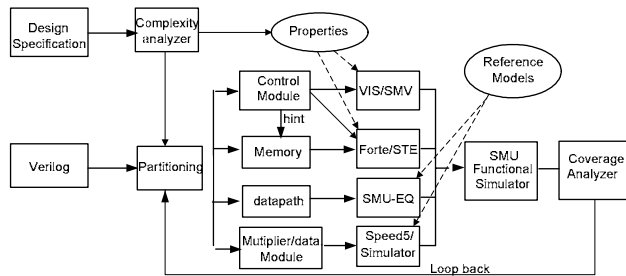 Design
Specification
Complexity
analyzer
Properties
Reference
Models
Control
Module
VIS/SMV
hint
Verilog
Partitioning
Memory
Forte/STE
SMU
Functional
Simulator
Coverage
Analyzer
datapath
SMU-EQ
Mutiplier/data
Module
Speed5/
Simulator
Loop back